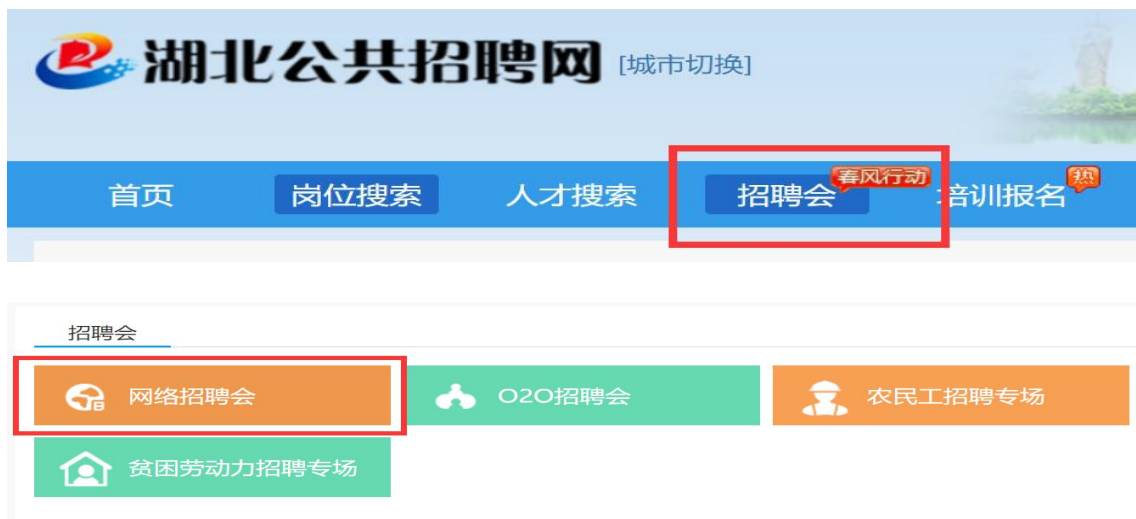 湖北公共招聘网 [城市切换]
首页 岗位搜索 人才搜索 招聘会 春风行动 培训报名 热
招聘会
网络招聘会 O2O招聘会 农民工招聘专场
贫困劳动力招聘专场